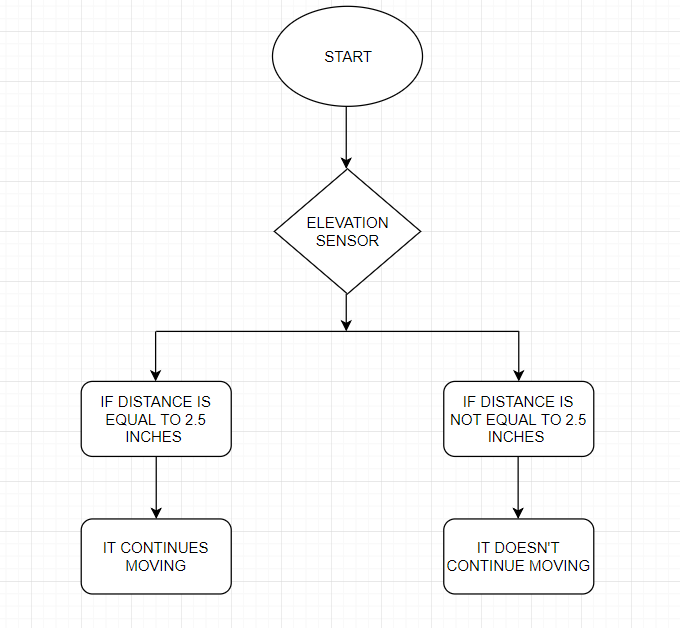 START
ELEVATION
SENSOR
IF DISTANCE IS
EQUAL TO 2.5
INCHES
IF DISTANCE IS
NOT EQUAL TO 2.5
INCHES
IT CONTINUES
MOVING
IT DOESN'T
CONTINUE MOVING